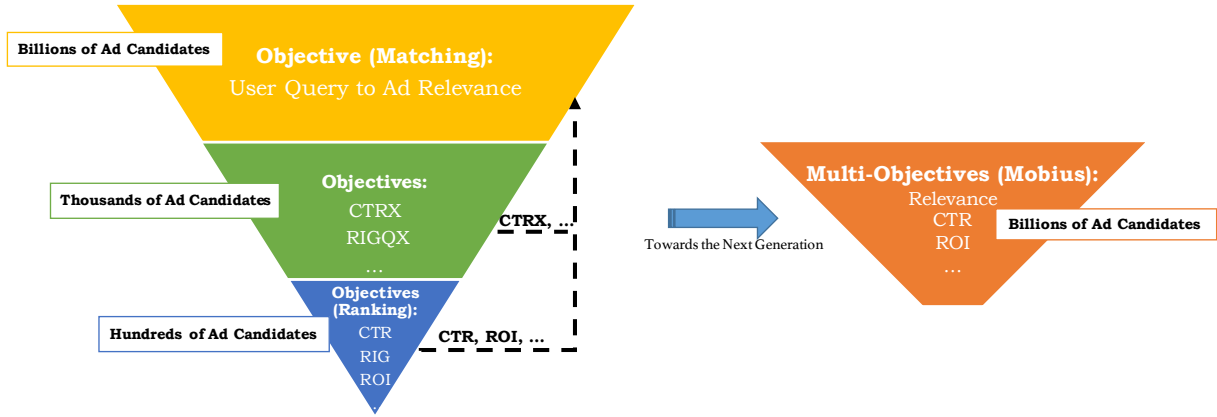 Billions of Ad Candidates
Objective (Matching):
User Query to Ad Relevance
Thousands of Ad Candidates
Objectives:
CTRX
RIGQX
...
CTRX, ...
Hundreds of Ad Candidates
Objectives
(Ranking):
CTR
RIG
ROI
.
CTR, ROI, ...
Towards the Next Generation
Multi-Objectives (Mobius):
Relevance
CTR
ROI
...
Billions of Ad Candidates